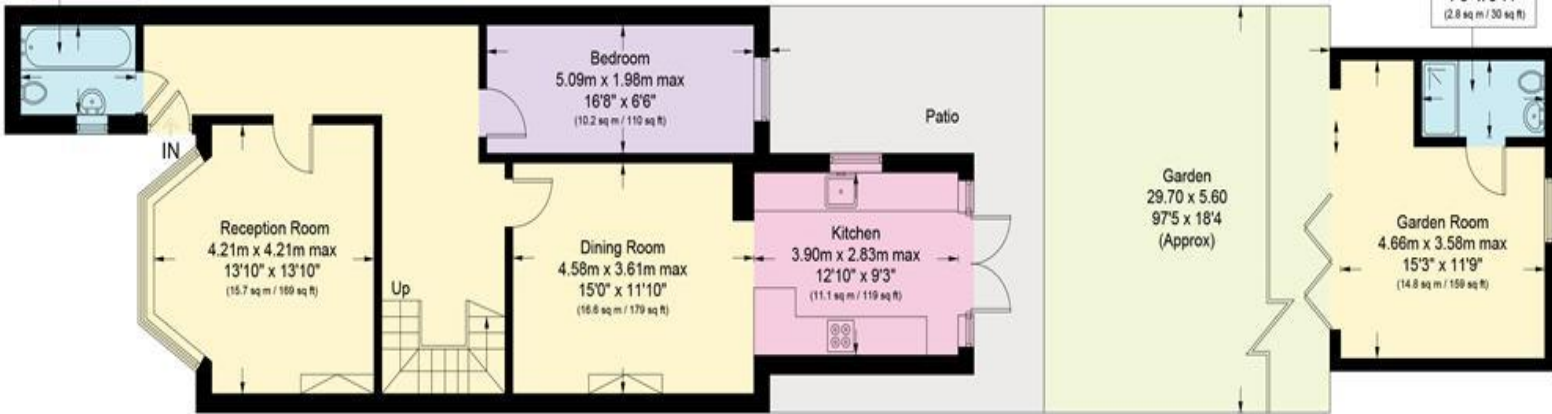 (2.8 sq m / 30 sq ft)
Bedroom
5.09m x 1.98m max
16'8" x 6'6"
(10.2 sq m / 110 sq ft)
Patio
IN
Reception Room
4.21m x 4.21m max
13'10" x 13'10"
(15.7 sq m / 169 sq ft)
Up
Dining Room
4.58m x 3.61m max
15'0" x 11'10"
(16.6 sq m / 179 sq ft)
Kitchen
3.90m x 2.83m max
12'10" x 9'3"
(11.1 sq m / 119 sq ft)
Garden
29.70 x 5.60
97'5 x 18'4
(Approx)
Garden Room
4.66m x 3.58m max
15'3" x 11'9"
(14.8 sq m / 159 sq ft)